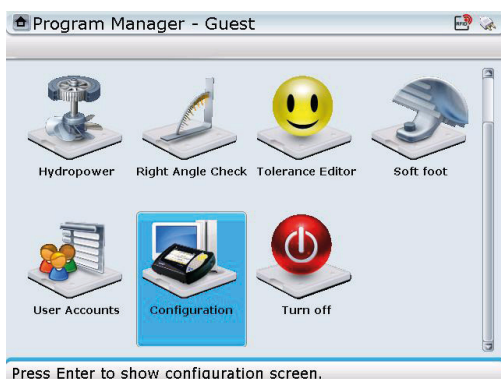 Program Manager - Guest
Hydropower
Right Angle Check
Tolerance Editor
Soft foot
User Accounts
Configuration
Turn off
Press Enter to show configuration screen.